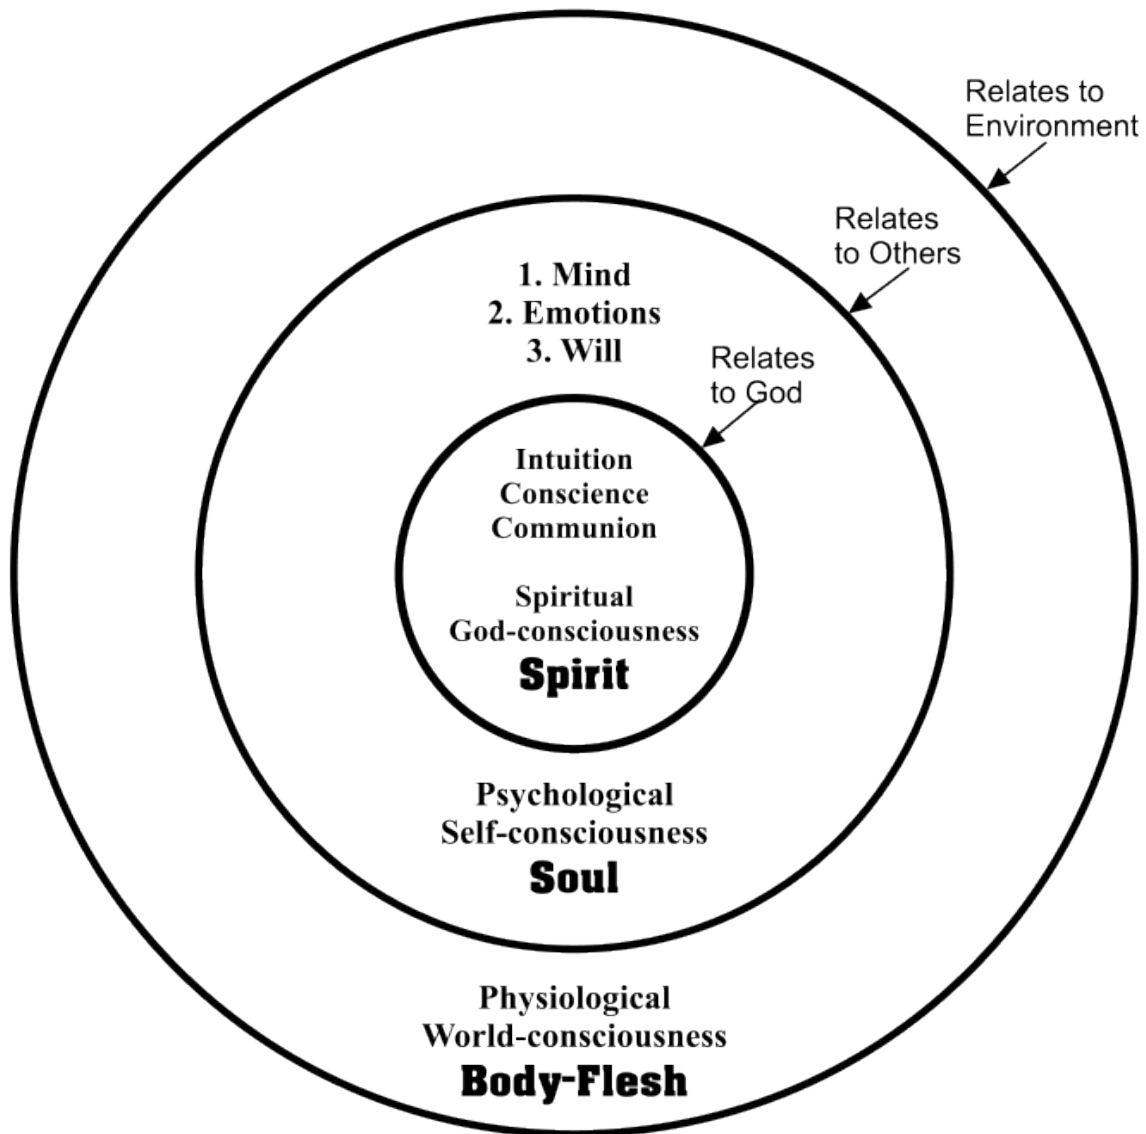 Relates to
Environment
Relates
to Others
1. Mind
2. Emotions
3. Will
Relates
to God
Intuition
Conscience
Communion
Spiritual
God-consciousness
Spirit
Psychological
Self-consciousness
Soul
Physiological
World-consciousness
Body-Flesh